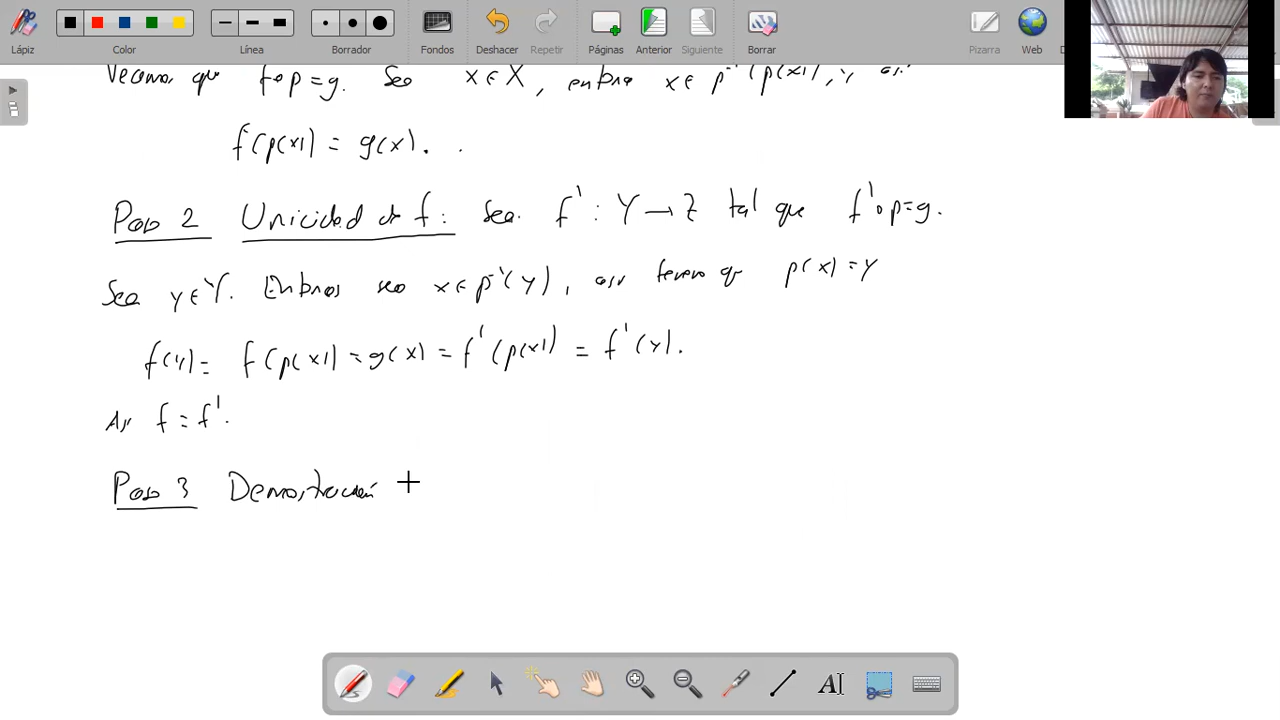 Lápiz Color Línea Borrador Fondos Deshacer Repetir Páginas Anterior Siguiente Borrar Pizarra Web
Veamos que f∘p=g. Sea x∈X, entonces x∈p⁻¹(p(x)), y así
f(p(x)) = g(x).
Paso 2 Unicidad de f: Sea f' : Y → Z tal que f'∘p=g.
Sea y∈Y. Entonces sea x∈p⁻¹(y), así tenemos que p(x)=y
f(y)= f(p(x))=g(x)=f'(p(x)) = f'(y).
Así f = f'.
Paso 3 Demostración